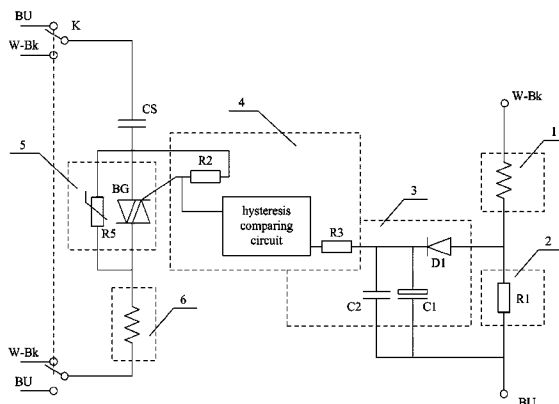 BU
K
W-Bk
CS
4
W-Bk
5
R2
1
BG
3
hysteresis
comparing
circuit
R3
2
R5
D1
R1
6
C2
C1
W-Bk
BU
BU